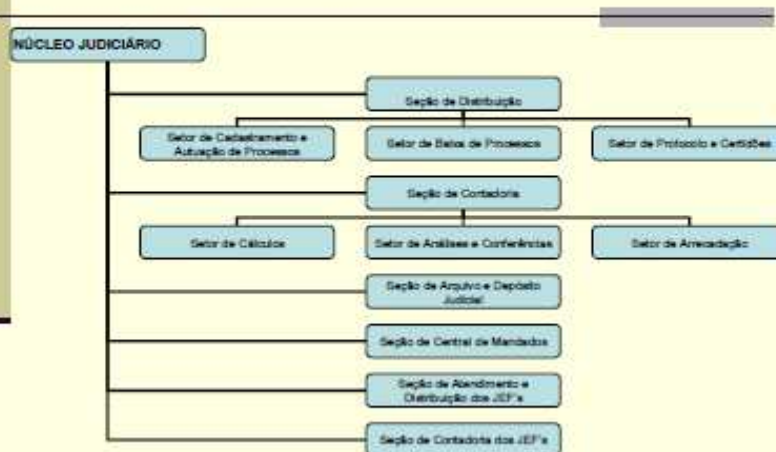 NÚCLEO JUDICIÁRIO
Seção de Distribuição
Setor de Cadastramento e
Autuação de Processos
Setor de Baixa de Processos
Setor de Protocolo e Certidões
Seção de Contadoria
Setor de Cálculos
Setor de Análises e Conferências
Setor de Arrecadação
Seção de Arquivo e Depósito
Judicial
Seção de Central de Mandados
Seção de Atendimento e
Distribuição dos JEF's
Seção de Contadoria dos JEF's